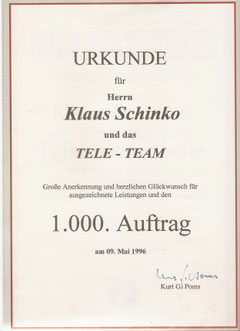 URKUNDE
für
Herrn
Klaus Schinko
und das
TELE - TEAM
Große Anerkennung und herzlichen Glückwunsch für
ausgezeichnete Leistungen und den
1.000. Auftrag
am 09. Mai 1996
Kurt G. Poms